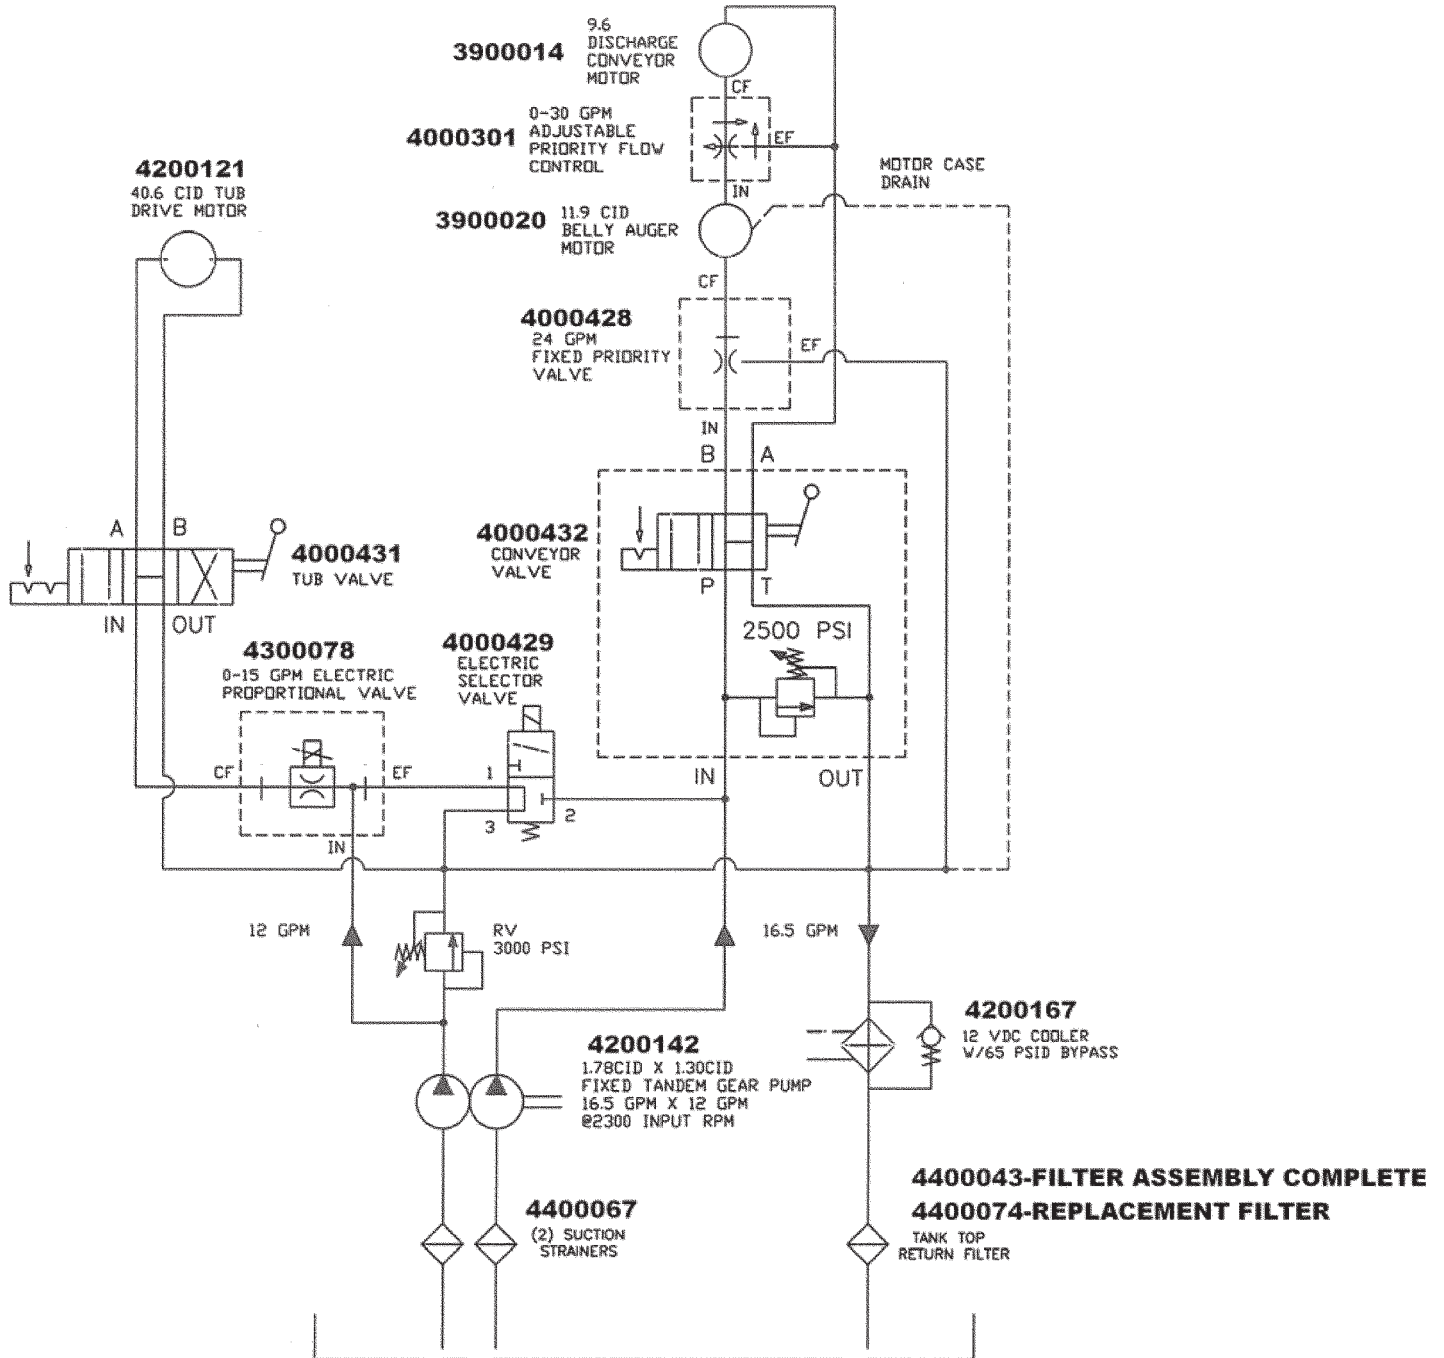 9.6
DISCHARGE
CONVEYOR
MOTOR
3900014
CF
0-30 GPM
ADJUSTABLE
PRIORITY FLOW
CONTROL
4000301
EF
IN
MOTOR CASE
DRAIN
4200121
40.6 CID TUB
DRIVE MOTOR
3900020
11.9 CID
BELLY AUGER
MOTOR
CF
4000428
24 GPM
FIXED PRIORITY
VALVE
EF
IN
B
A
4000432
CONVEYOR
VALVE
P
T
2500 PSI
IN
OUT
A
B
4000431
TUB VALVE
IN
OUT
4300078
0-15 GPM ELECTRIC
PROPORTIONAL VALVE
CF
EF
IN
4000429
ELECTRIC
SELECTOR
VALVE
1
2
3
12 GPM
RV
3000 PSI
16.5 GPM
4200167
12 VDC COOLER
W/65 PSID BYPASS
4200142
1.78CID X 1.30CID
FIXED TANDEM GEAR PUMP
16.5 GPM X 12 GPM
@2300 INPUT RPM
4400067
(2) SUCTION
STRAINERS
4400043-FILTER ASSEMBLY COMPLETE
4400074-REPLACEMENT FILTER
TANK TOP
RETURN FILTER